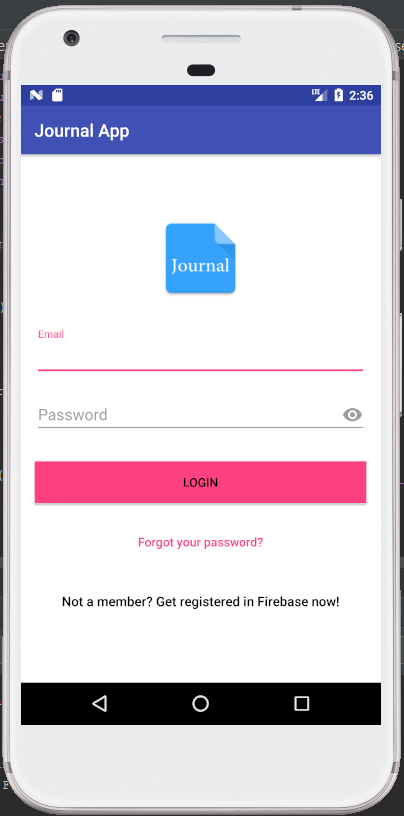 LTE 2:36
Journal App
Journal
Email
Password
LOGIN
Forgot your password?
Not a member? Get registered in Firebase now!